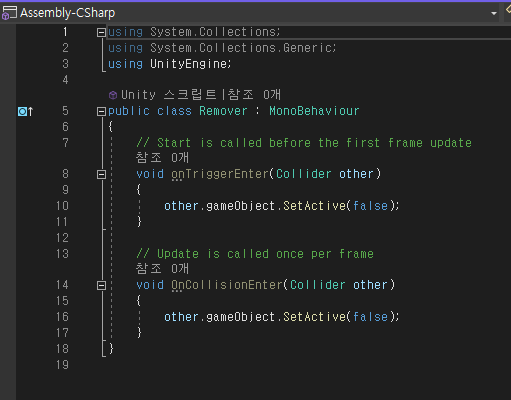 Assembly-CSharp
1 using System.Collections;
2 using System.Collections.Generic;
3 using UnityEngine;
4
Unity 스크립트|참조 0개
5 public class Remover : MonoBehaviour
6 {
7 // Start is called before the first frame update
참조 0개
8 void onTriggerEnter(Collider other)
9 {
10 other.gameObject.SetActive(false);
11 }
12
13 // Update is called once per frame
참조 0개
14 void OnCollisionEnter(Collider other)
15 {
16 other.gameObject.SetActive(false);
17 }
18 }
19